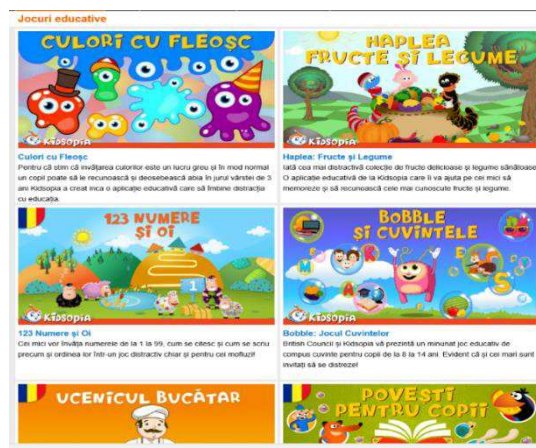 Jocuri educative
CULORI CU FLEOȘC
Kidsopia
Culori cu Fleoșc
Pentru că stim că invățarea culorilor este un lucru greu și în mod normal
un copil poate să le recunoască și deosebească abia în jurul vârstei de 3
ani Kidsopia a creat inca o aplicație educativă care să îmbine distracția
cu educația.
HAPLEA
FRUCTE ȘI LEGUME
Kidsopia
Haplea: Fructe și Legume
Iată cea mai distractivă colecție de fructe delicioase și legume sănătoase
O aplicație educativă de la Kidsopia care îi va ajuta pe cei mici să
memoreze și să recunoască cele mai cunoscute fructe și legume.
123 NUMERE
ȘI OI
1
Kidsopia
123 Numere și Oi
Cei mici vor învăța numerele de la 1 la 99, cum se citesc și cum se scriu
precum și ordinea lor într-un joc distractiv chiar și pentru cei mofluzi!
BOBBLE
ȘI CUVINTELE
M
R
A
E
S
Kidsopia
Bobble: Jocul Cuvintelor
British Council și Kidsopia vă prezintă un minunat joc educativ de
compus cuvinte pentru copii de la 8 la 14 ani. Evident că și cei mari sunt
invitați să se distreze!
UCENICUL BUCĂTAR
POVEȘTI
PENTRU COPII